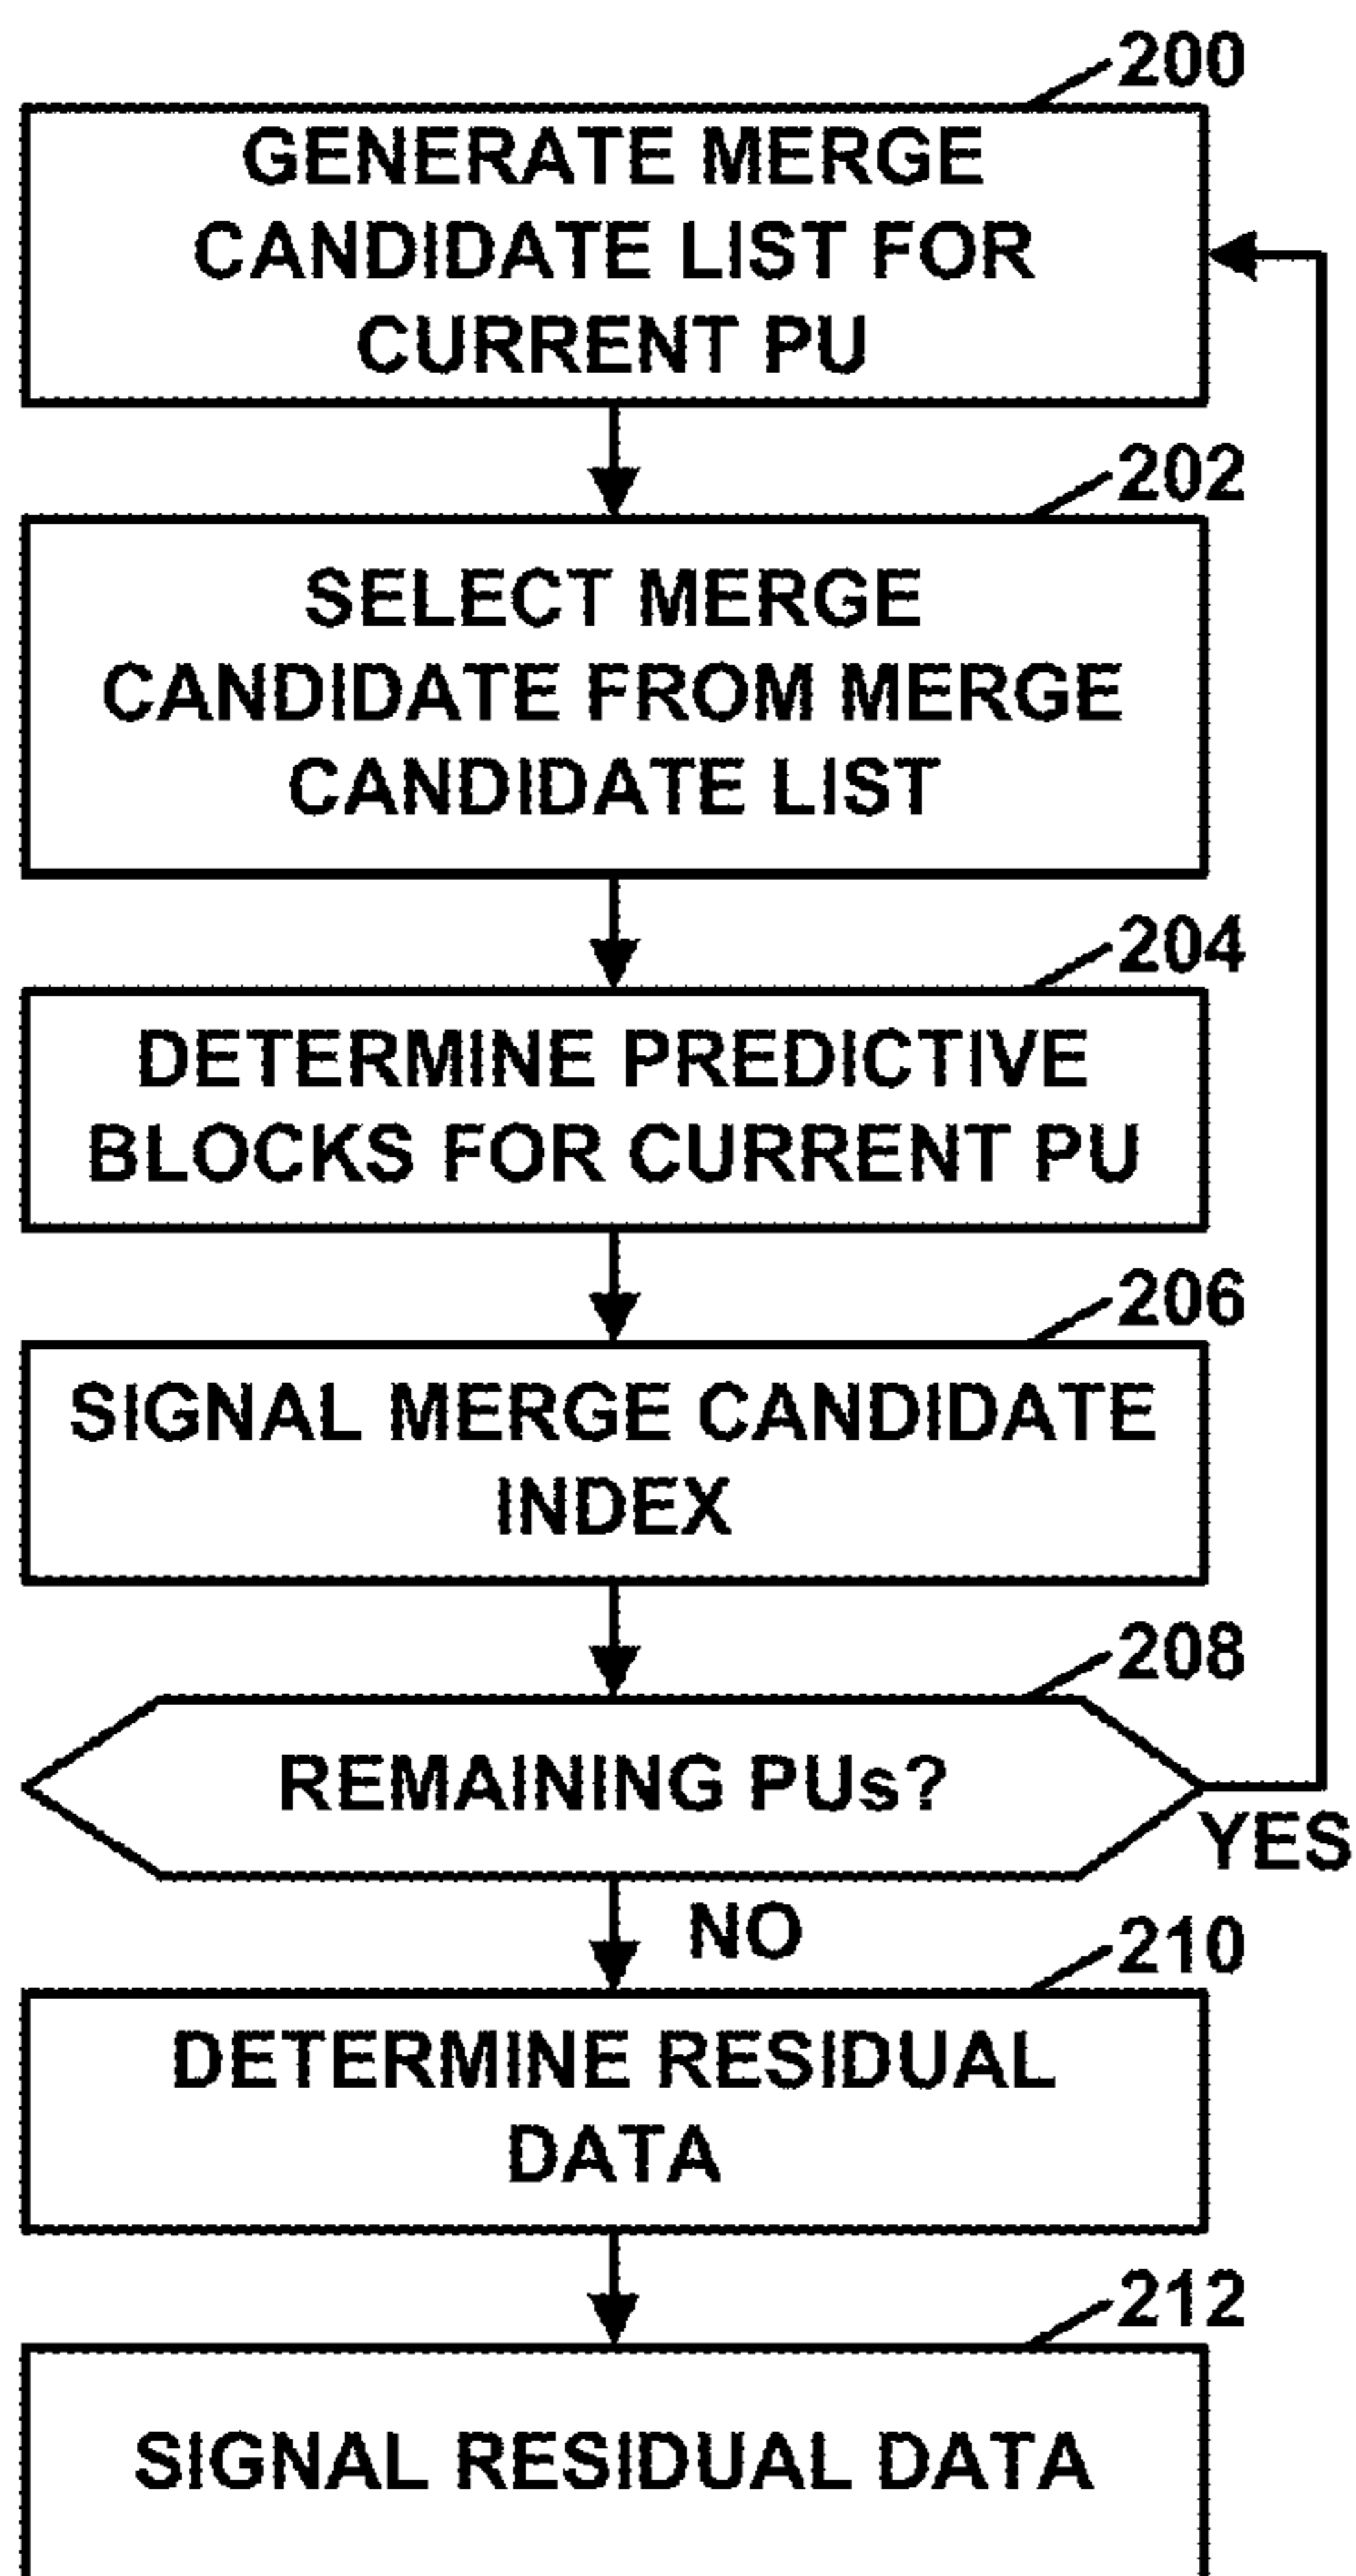 200
GENERATE MERGE
CANDIDATE LIST FOR
CURRENT PU
202
SELECT MERGE
CANDIDATE FROM MERGE
CANDIDATE LIST
204
DETERMINE PREDICTIVE
BLOCKS FOR CURRENT PU
206
SIGNAL MERGE CANDIDATE
INDEX
208
REMAINING PUs?
YES
NO
210
DETERMINE RESIDUAL
DATA
212
SIGNAL RESIDUAL DATA